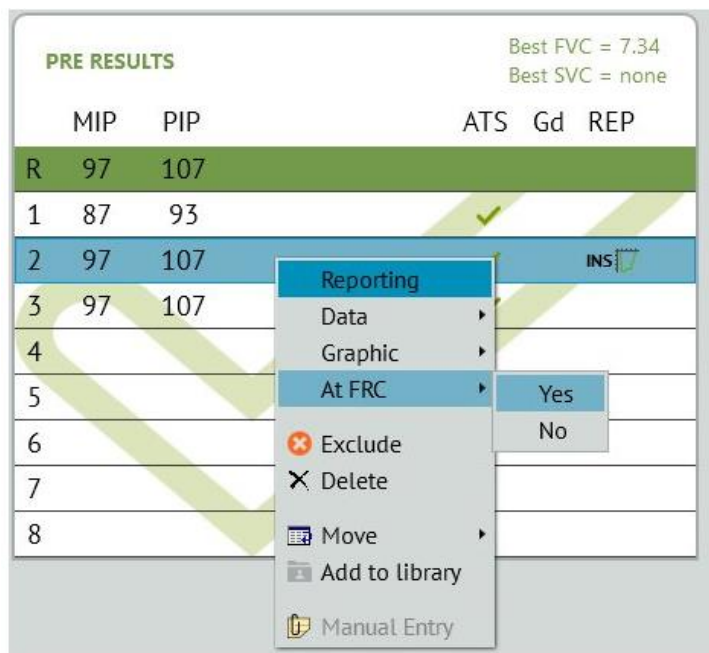 PRE RESULTS
Best FVC = 7.34
Best SVC = none
MIP PIP ATS Gd REP
R 97 107
1 87 93
2 97 107 INS
3 97 107
4
5
6
7
8
Reporting
Data
Graphic
At FRC
Yes
No
Exclude
Delete
Move
Add to library
Manual Entry